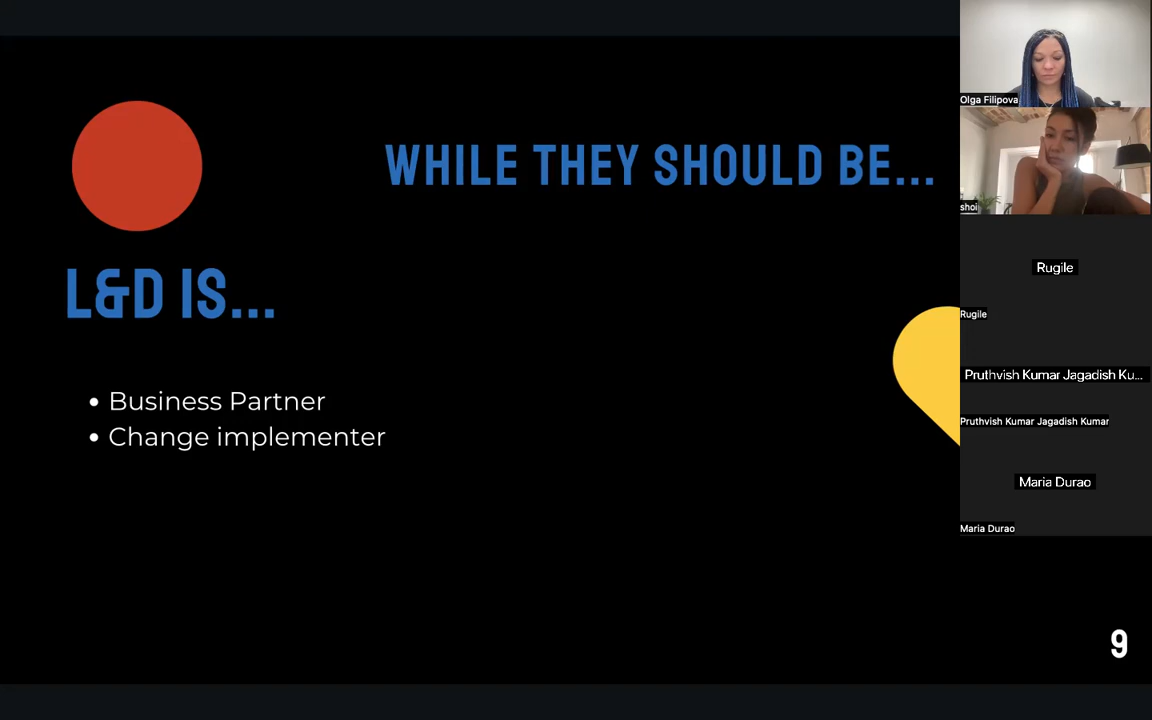 WHILE THEY SHOULD BE...
L&D IS...
• Business Partner
• Change implementer
9
Olga Filipova
shoi
Rugile
Rugile
Pruthvish Kumar Jagadish Ku...
Pruthvish Kumar Jagadish Kumar
Maria Durao
Maria Durao